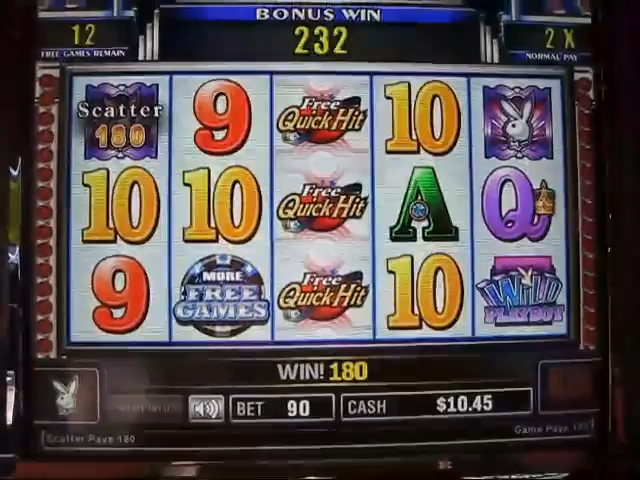 BONUS WIN
12
232
2 X
FREE GAMES REMAIN
NORMAL PAY
Scatter
180
9
Free
Quick Hit
10
10
10
Free
Quick Hit
A
Q
9
MORE
FREE
GAMES
Free
Quick Hit
10
WILD
PLAYBOY
WIN! 180
BET 90
CASH $10.45
Scatter Pays 180
Game Pays